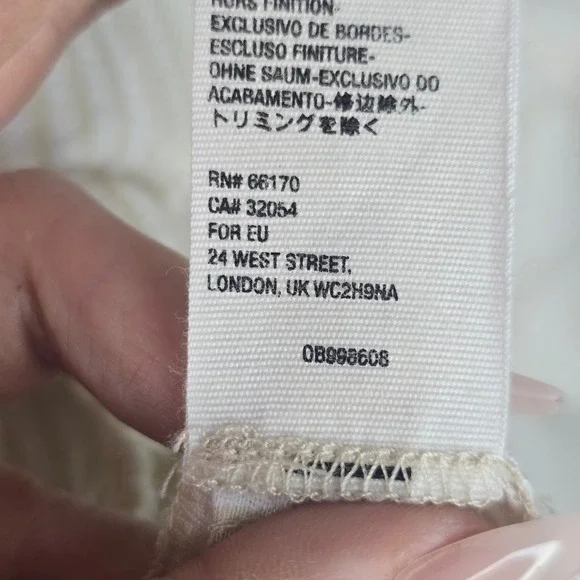 HORS FINITION-
EXCLUSIVO DE BORDES-
ESCLUSO FINITURE-
OHNE SAUM-EXCLUSIVO DO
ACABAMENTO-修边除外-
トリミングを除く
RN# 66170
CA# 32054
FOR EU
24 WEST STREET,
LONDON, UK WC2H9NA
0B998608